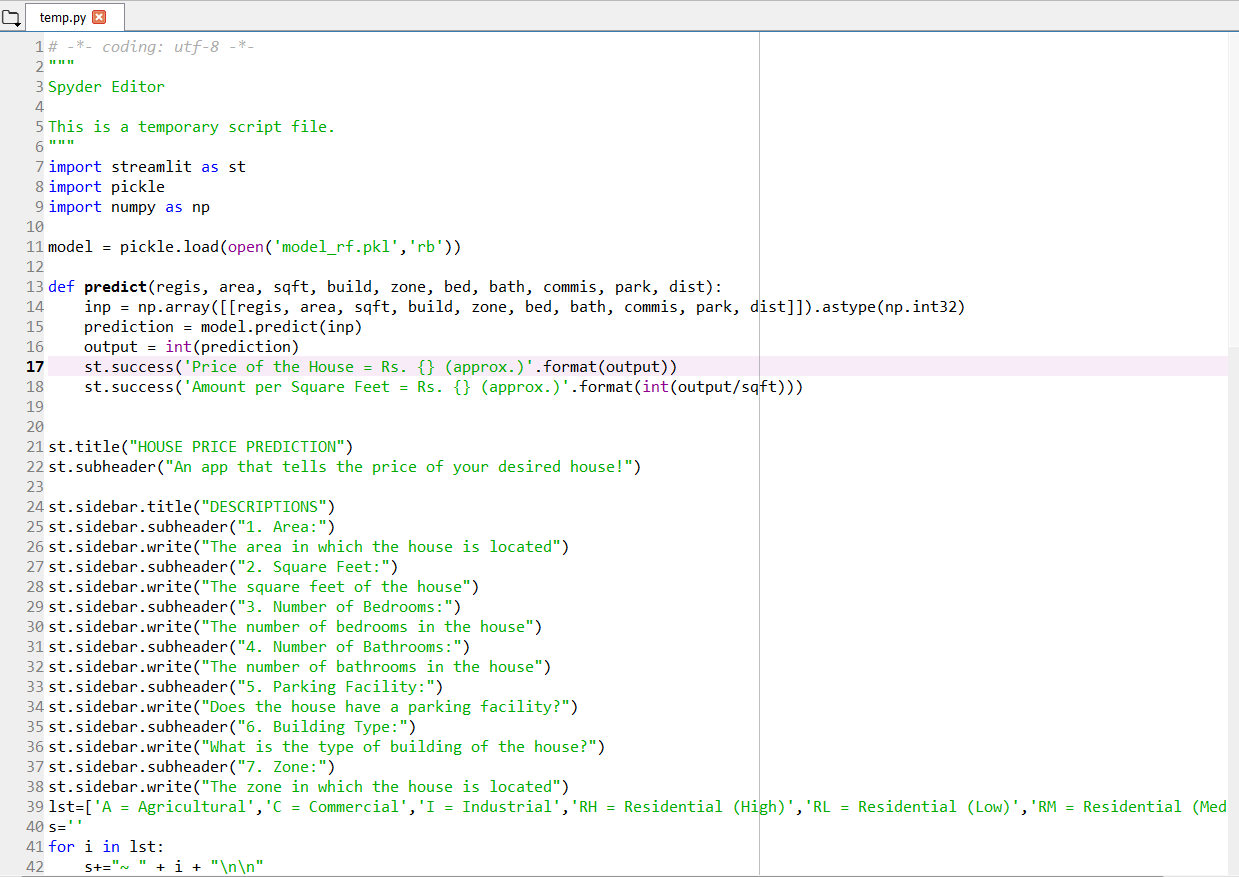 temp.py
1 # -*- coding: utf-8 -*-
2 """
3 Spyder Editor
4
5 This is a temporary script file.
6 """
7 import streamlit as st
8 import pickle
9 import numpy as np
10
11 model = pickle.load(open('model_rf.pkl','rb'))
12
13 def predict(regis, area, sqft, build, zone, bed, bath, commis, park, dist):
14     inp = np.array([[regis, area, sqft, build, zone, bed, bath, commis, park, dist]]).astype(np.int32)
15     prediction = model.predict(inp)
16     output = int(prediction)
17     st.success('Price of the House = Rs. {} (approx.)'.format(output))
18     st.success('Amount per Square Feet = Rs. {} (approx.)'.format(int(output/sqft)))
19
20
21 st.title("HOUSE PRICE PREDICTION")
22 st.subheader("An app that tells the price of your desired house!")
23
24 st.sidebar.title("DESCRIPTIONS")
25 st.sidebar.subheader("1. Area:")
26 st.sidebar.write("The area in which the house is located")
27 st.sidebar.subheader("2. Square Feet:")
28 st.sidebar.write("The square feet of the house")
29 st.sidebar.subheader("3. Number of Bedrooms:")
30 st.sidebar.write("The number of bedrooms in the house")
31 st.sidebar.subheader("4. Number of Bathrooms:")
32 st.sidebar.write("The number of bathrooms in the house")
33 st.sidebar.subheader("5. Parking Facility:")
34 st.sidebar.write("Does the house have a parking facility?")
35 st.sidebar.subheader("6. Building Type:")
36 st.sidebar.write("What is the type of building of the house?")
37 st.sidebar.subheader("7. Zone:")
38 st.sidebar.write("The zone in which the house is located")
39 lst=['A = Agricultural','C = Commercial','I = Industrial','RH = Residential (High)','RL = Residential (Low)','RM = Residential (Med
40 s=''
41 for i in lst:
42     s+="~ " + i + "\n\n"